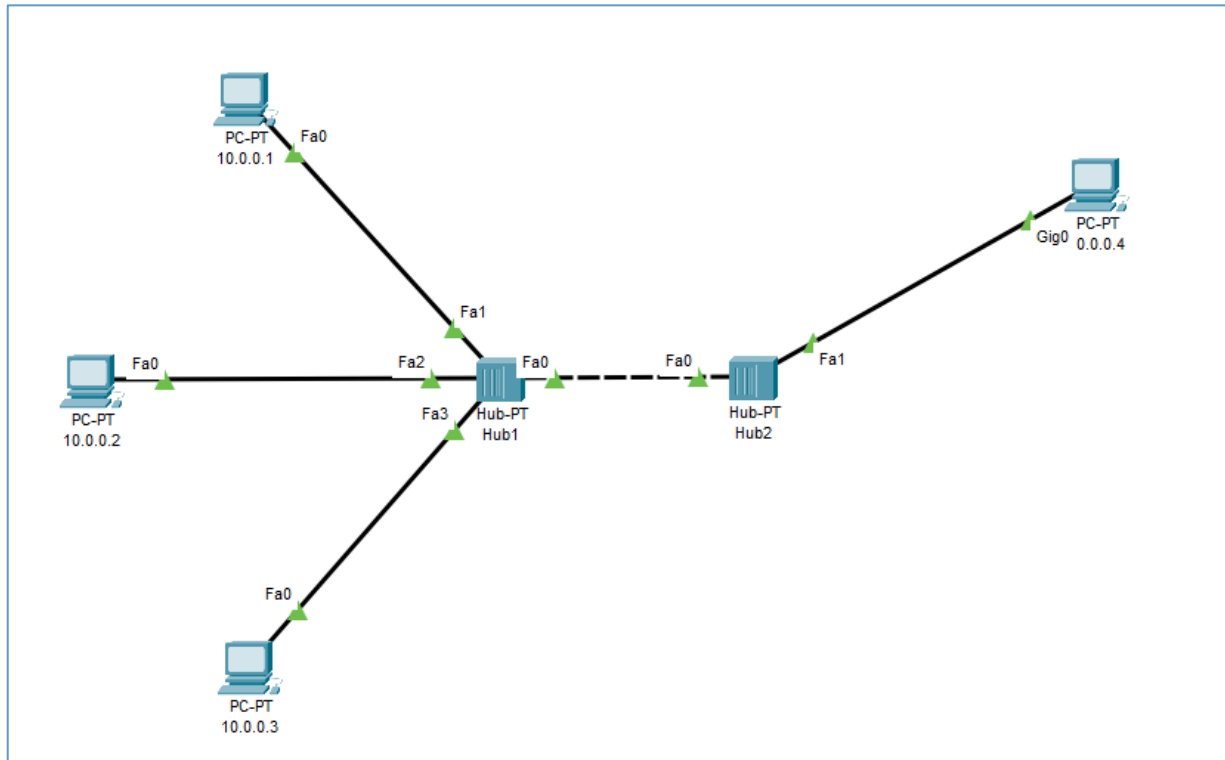 PC-PT
10.0.0.1
Fa0
PC-PT
0.0.0.4
Gig0
Fa1
Fa0
Fa2
Fa0
Fa0
Fa1
PC-PT
10.0.0.2
Fa3
Hub-PT
Hub1
Hub-PT
Hub2
Fa0
PC-PT
10.0.0.3